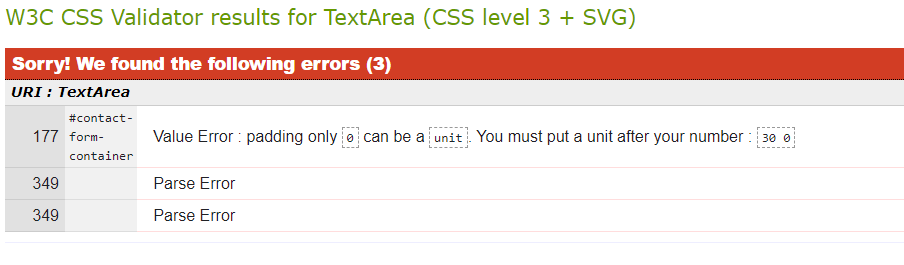 W3C CSS Validator results for TextArea (CSS level 3 + SVG)
Sorry! We found the following errors (3)
URI : TextArea
177 #contact-form-container Value Error : padding only 0 can be a unit. You must put a unit after your number : 30 0
349 Parse Error
349 Parse Error